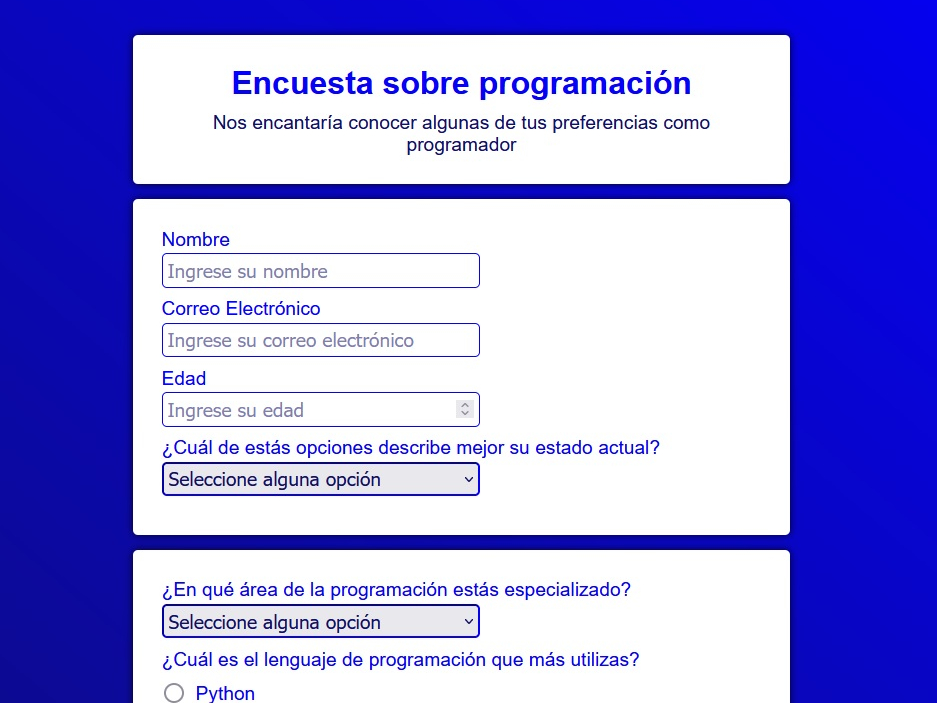 Encuesta sobre programación
Nos encantaría conocer algunas de tus preferencias como
programador
Nombre
Ingrese su nombre
Correo Electrónico
Ingrese su correo electrónico
Edad
Ingrese su edad
¿Cuál de estás opciones describe mejor su estado actual?
Seleccione alguna opción
¿En qué área de la programación estás especializado?
Seleccione alguna opción
¿Cuál es el lenguaje de programación que más utilizas?
Python